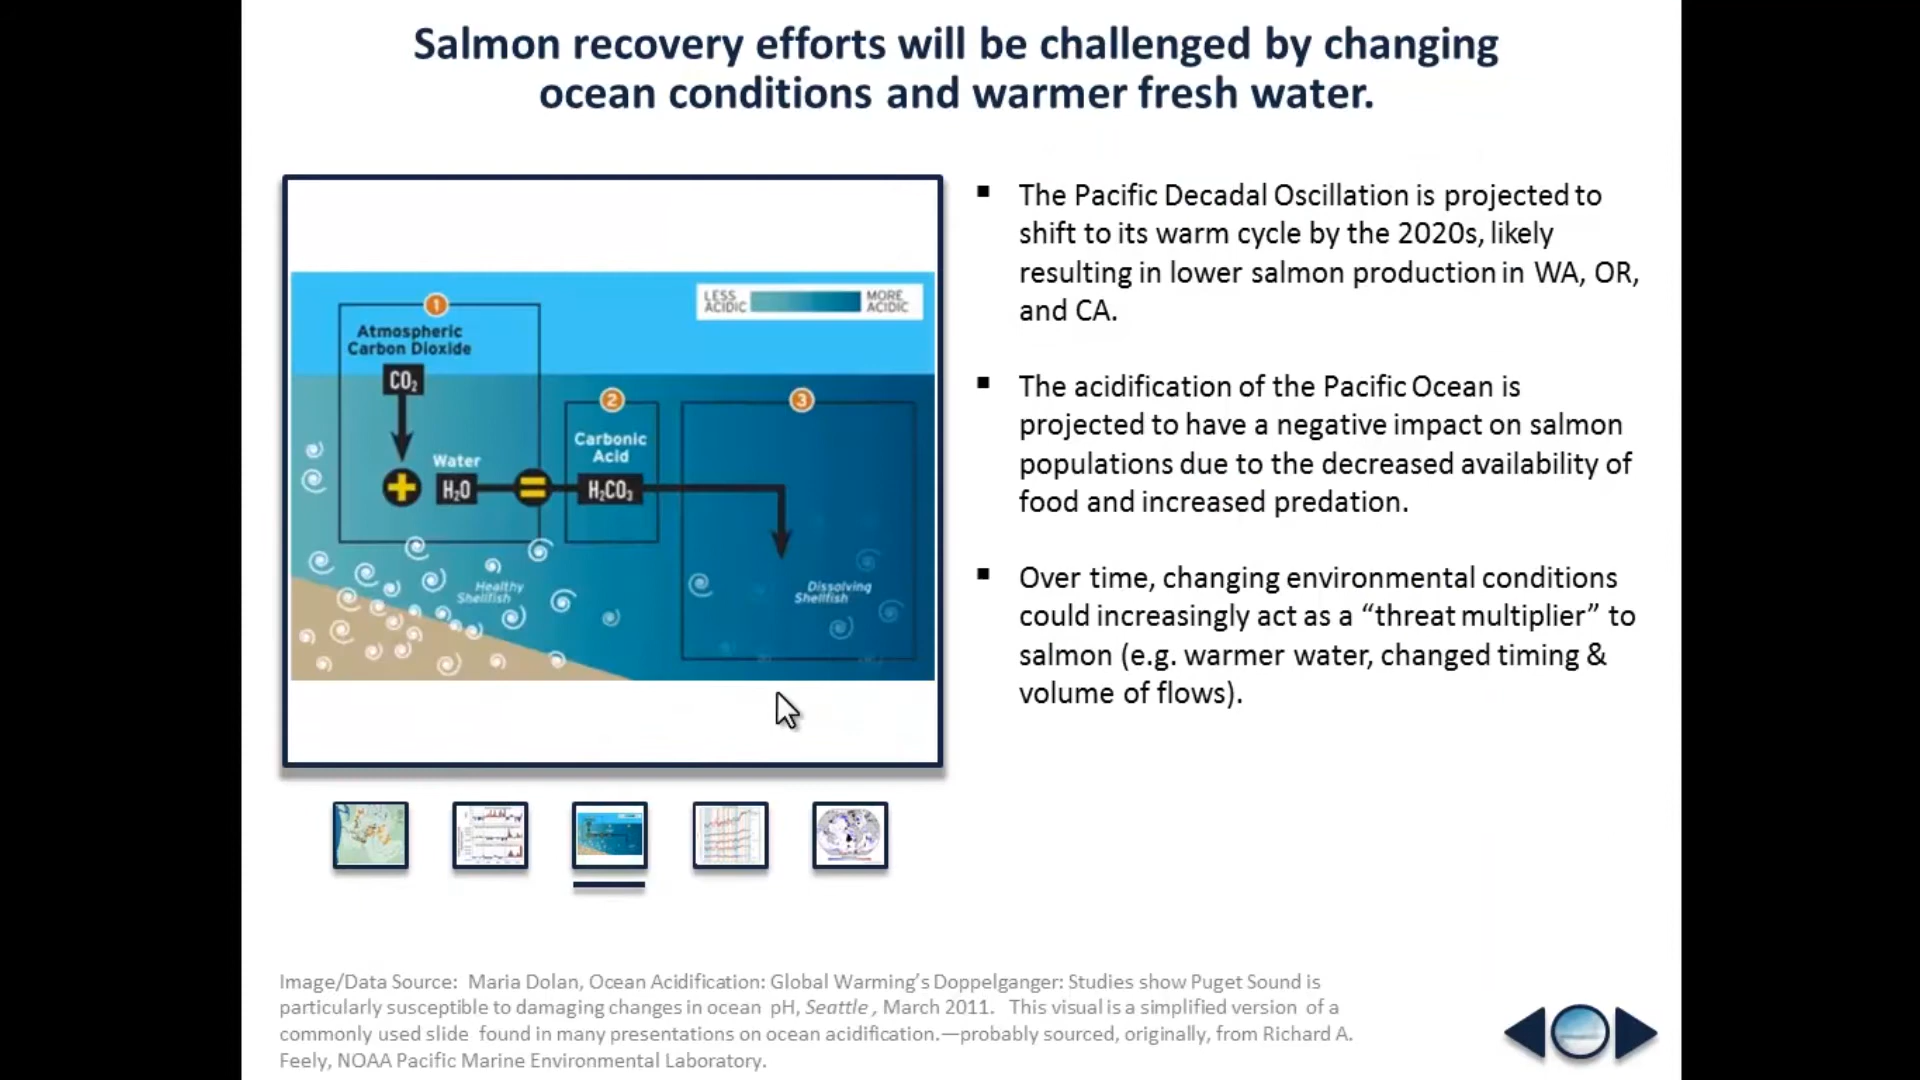 Salmon recovery efforts will be challenged by changing
ocean conditions and warmer fresh water.
LESS
ACIDIC
MORE
ACIDIC
1
Atmospheric
Carbon Dioxide
CO₂
2
3
Carbonic
Acid
Water
H₂O
H₂CO₃
Healthy
Shellfish
Dissolving
Shellfish
▪ The Pacific Decadal Oscillation is projected to
shift to its warm cycle by the 2020s, likely
resulting in lower salmon production in WA, OR,
and CA.
▪ The acidification of the Pacific Ocean is
projected to have a negative impact on salmon
populations due to the decreased availability of
food and increased predation.
▪ Over time, changing environmental conditions
could increasingly act as a “threat multiplier” to
salmon (e.g. warmer water, changed timing &
volume of flows).
Image/Data Source: Maria Dolan, Ocean Acidification: Global Warming’s Doppelganger: Studies show Puget Sound is
particularly susceptible to damaging changes in ocean pH, Seattle , March 2011. This visual is a simplified version of a
commonly used slide found in many presentations on ocean acidification.—probably sourced, originally, from Richard A.
Feely, NOAA Pacific Marine Environmental Laboratory.